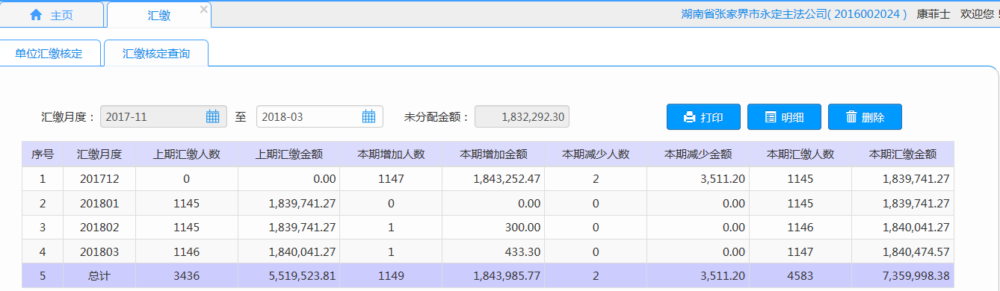 主页 汇缴 湖南省张家界市永定主法公司( 2016002024 ) 康菲士 欢迎您!
单位汇缴核定 汇缴核定查询
汇缴月度： 2017-11 至 2018-03 未分配金额： 1,832,292.30 打印 明细 删除
序号 汇缴月度 上期汇缴人数 上期汇缴金额 本期增加人数 本期增加金额 本期减少人数 本期减少金额 本期汇缴人数 本期汇缴金额
1 201712 0 0.00 1147 1,843,252.47 2 3,511.20 1145 1,839,741.27
2 201801 1145 1,839,741.27 0 0.00 0 0.00 1145 1,839,741.27
3 201802 1145 1,839,741.27 1 300.00 0 0.00 1146 1,840,041.27
4 201803 1146 1,840,041.27 1 433.30 0 0.00 1147 1,840,474.57
5 总计 3436 5,519,523.81 1149 1,843,985.77 2 3,511.20 4583 7,359,998.38